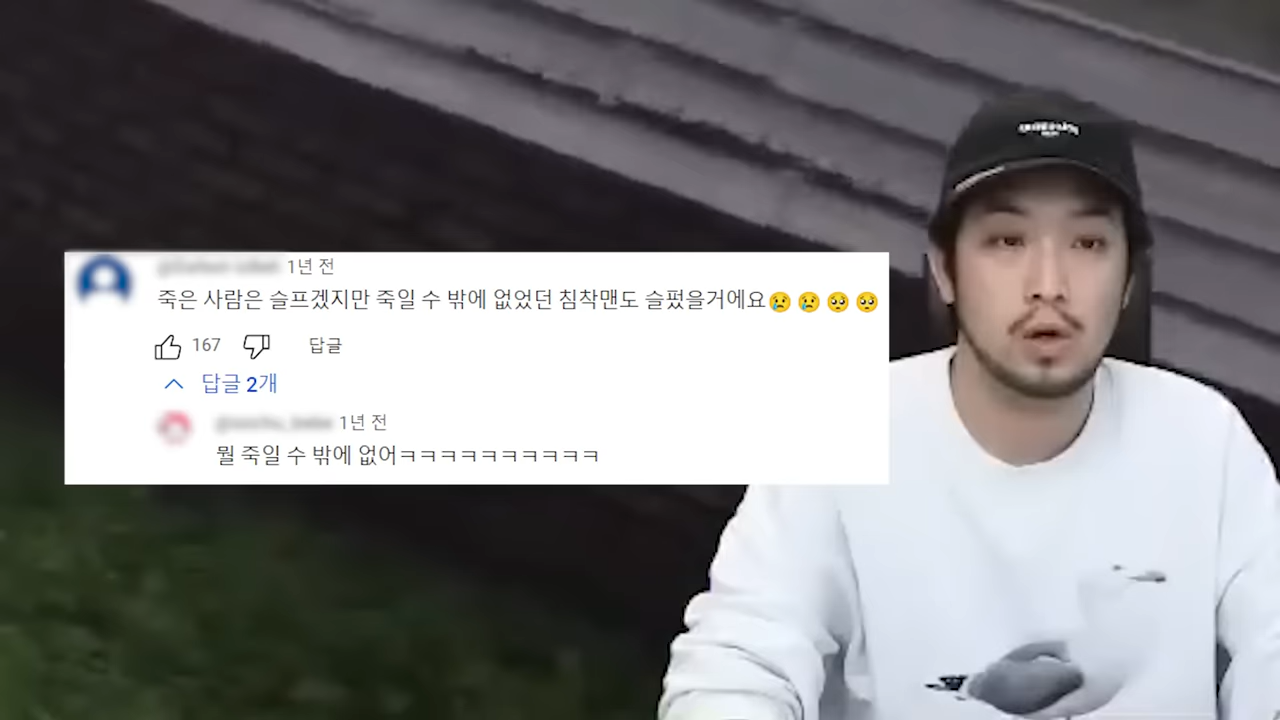 1년 전
죽은 사람은 슬프겠지만 죽일 수 밖에 없었던 침착맨도 슬펐을거에요😢😢🥺🥺
167 답글
답글 2개
1년 전
뭘 죽일 수 밖에 없어ㅋㅋㅋㅋㅋㅋㅋㅋㅋㅋ